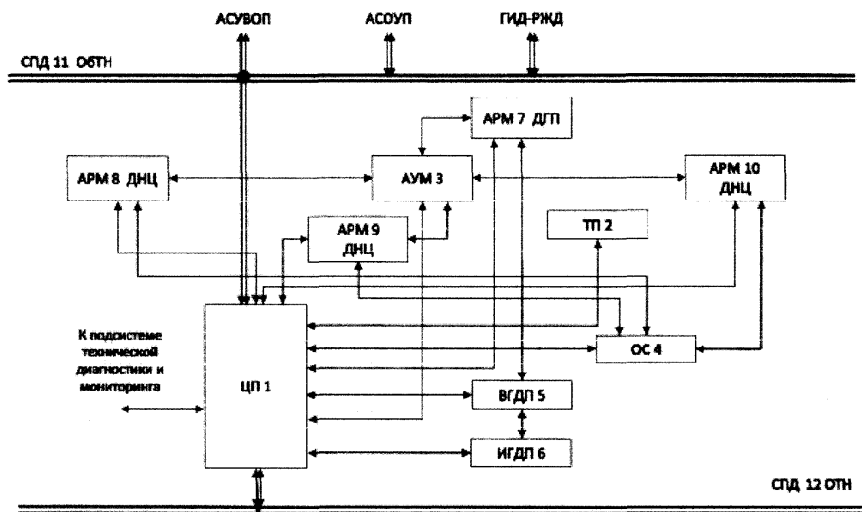 АСУВОП
АСОУП
ГИД-РЖД
СПД 11 ОбТН
АРМ 7 ДГП
АРМ 8 ДНЦ
АУМ 3
АРМ 10
ДНЦ
АРМ 9
ДНЦ
ТП 2
К подсистеме
технической
диагностики и
мониторинга
ЦП 1
ОС 4
ВГДП 5
ИГДП 6
СПД 12 ОТН